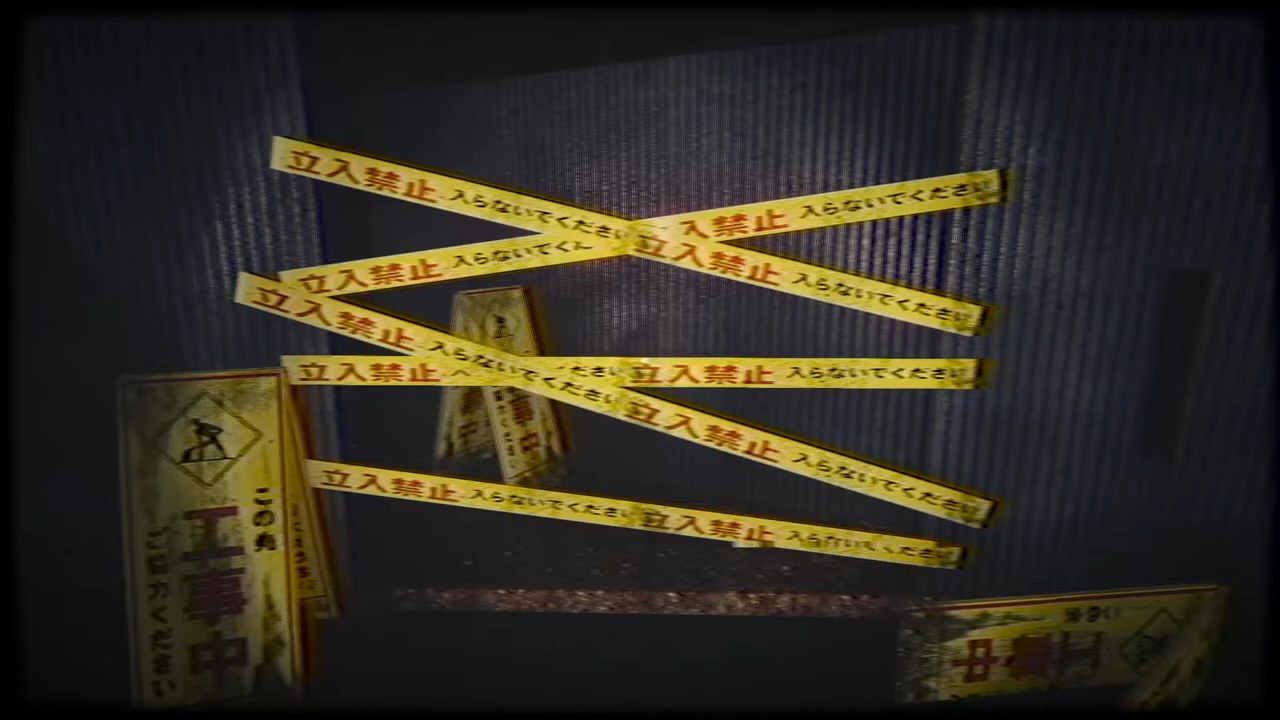 立入禁止 入らないでください
入禁止 入らないでください
立入禁止 入らないでく
立入禁止 入らないでください
立入禁止 入らないでください
立入禁止
ください
立入禁止 入らないでください
立入禁止 入らないでください
立入禁止 入らないでください
立入禁止 入らないでください
この先
工事中
ご協力ください
事中
ください
工事中